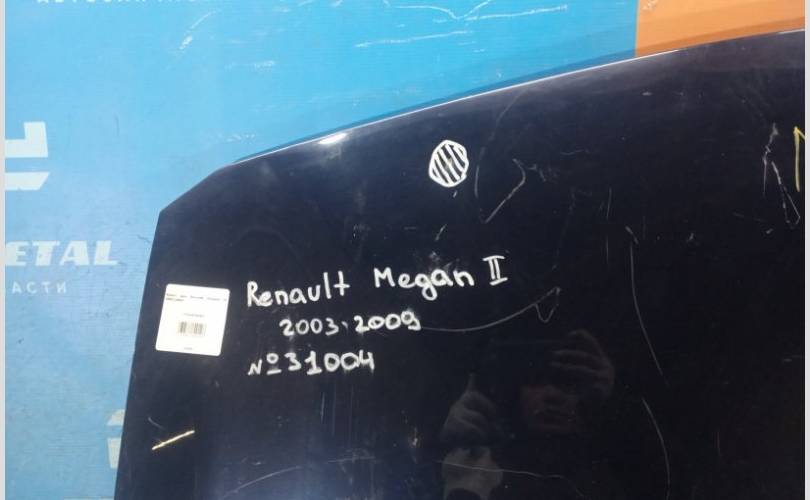 ETAL
АСТИ
Renault Megan II
2003-2009
№31004